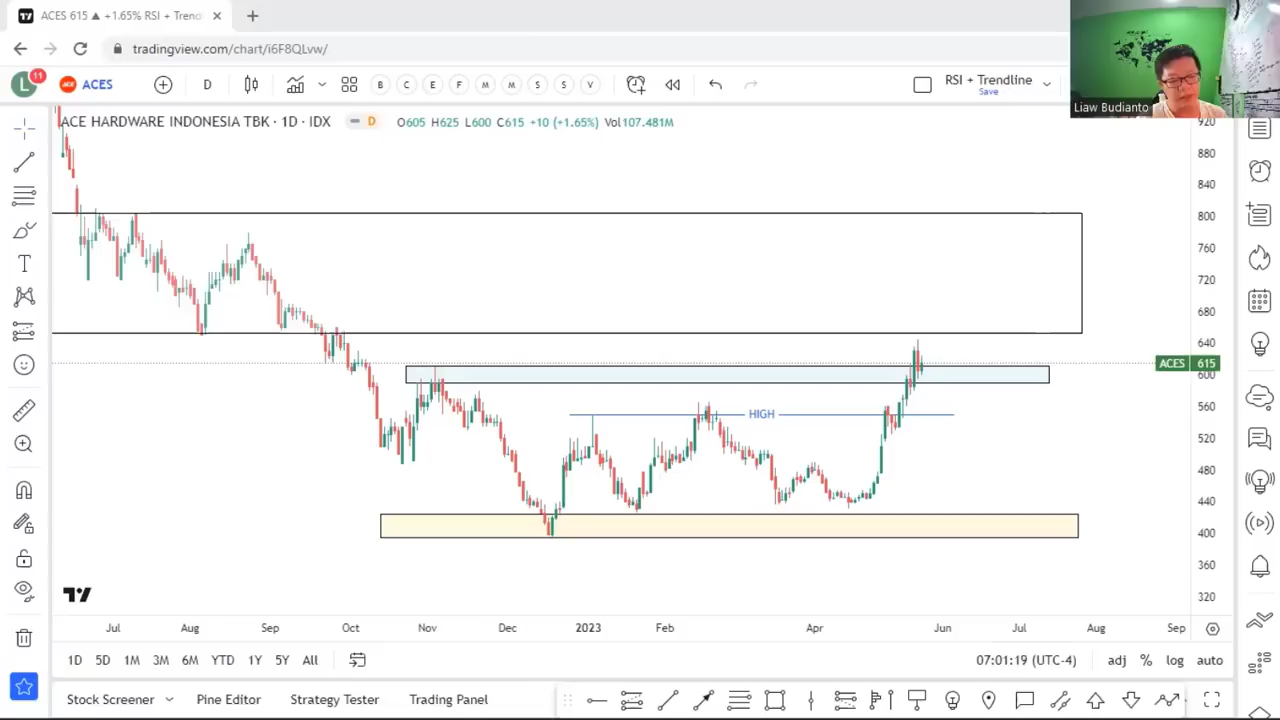 ACES 615 ▲ +1.65% RSI + Trend
tradingview.com/chart/i6F8QLvw/
L 11 ACES D B C E F M M S S V RSI + Trendline
Save
Liaw Budianto
ACE HARDWARE INDONESIA TBK · 1D · IDX D O605 H625 L600 C615 +10 (+1.65%) Vol107.481M
920
880
840
800
760
720
680
640
ACES 615
600
560
HIGH
520
480
440
400
360
320
Jul Aug Sep Oct Nov Dec 2023 Feb Apr Jun Jul Aug Sep
1D 5D 1M 3M 6M YTD 1Y 5Y All 07:01:19 (UTC-4) adj % log auto
Stock Screener Pine Editor Strategy Tester Trading Panel